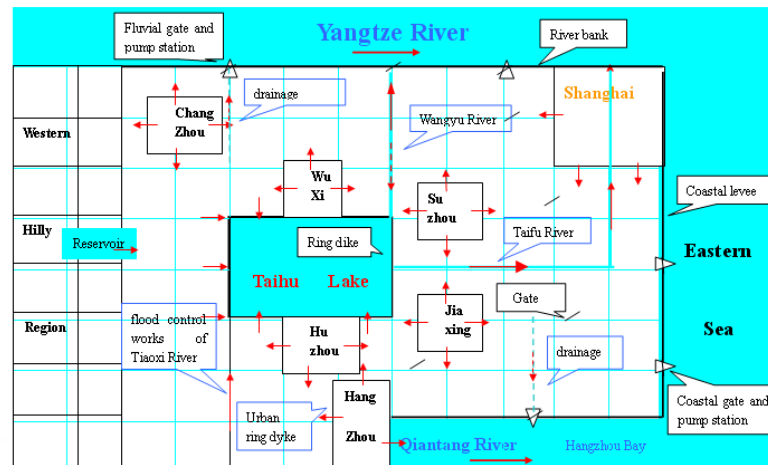 Fluvial gate and
pump station
Yangtze River
River bank
Chang
Zhou
drainage
Shanghai
Wangyu River
Western
Wu
Xi
Su
zhou
Coastal levee
Hilly
Reservoir
Ring dike
Taifu River
Eastern
Taihu Lake
Gate
flood control
works of
Tiaoxi River
Region
Jia
xing
Sea
Hu
zhou
drainage
Urban
ring dyke
Hang
Zhou
Coastal gate and
pump station
Qiantang River
Hangzhou Bay